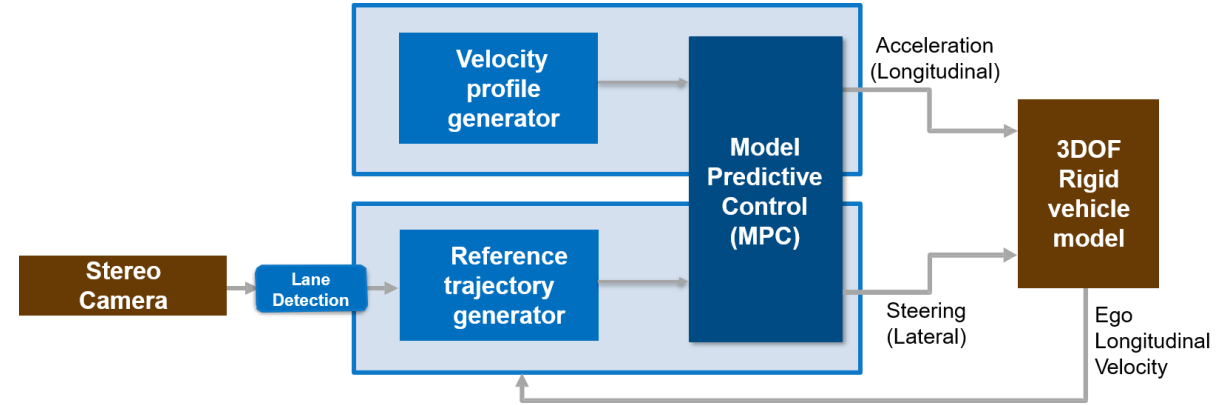 Velocity
profile
generator
Model
Predictive
Control
(MPC)
Acceleration
(Longitudinal)
3DOF
Rigid
vehicle
model
Stereo
Camera
Lane
Detection
Reference
trajectory
generator
Steering
(Lateral)
Ego
Longitudinal
Velocity